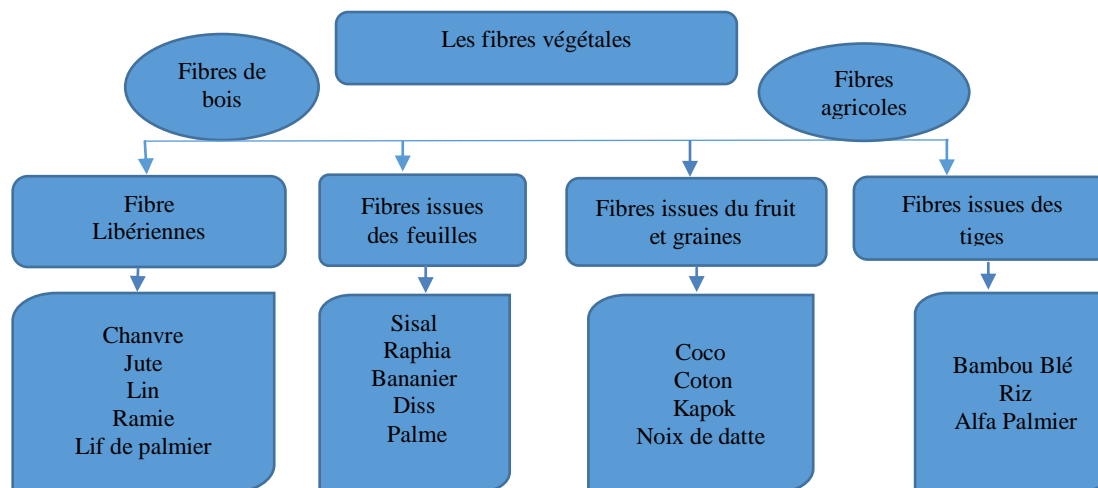 Les fibres végétales
Fibres de
bois
Fibres
agricoles
Fibre
Libériennes
Fibres issues
des feuilles
Fibres issues du fruit
et graines
Fibres issues des
tiges
Chanvre
Jute
Lin
Ramie
Lif de palmier
Sisal
Raphia
Bananier
Diss
Palme
Coco
Coton
Kapok
Noix de datte
Bambou Blé
Riz
Alfa Palmier